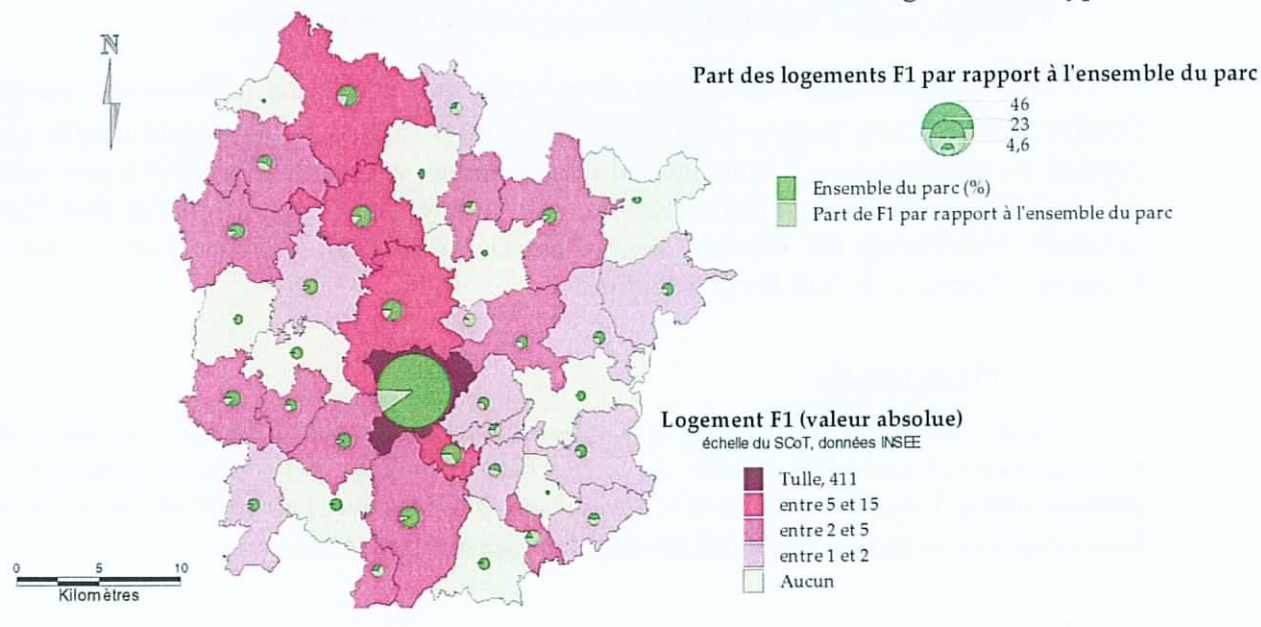 N
Part des logements F1 par rapport à l'ensemble du parc
46
23
4,6
Ensemble du parc (%)
Part de F1 par rapport à l'ensemble du parc
Logement F1 (valeur absolue)
échelle du SCoT, données INSEE
Tulle, 411
entre 5 et 15
entre 2 et 5
entre 1 et 2
Aucun
0 5 10
Kilomètres